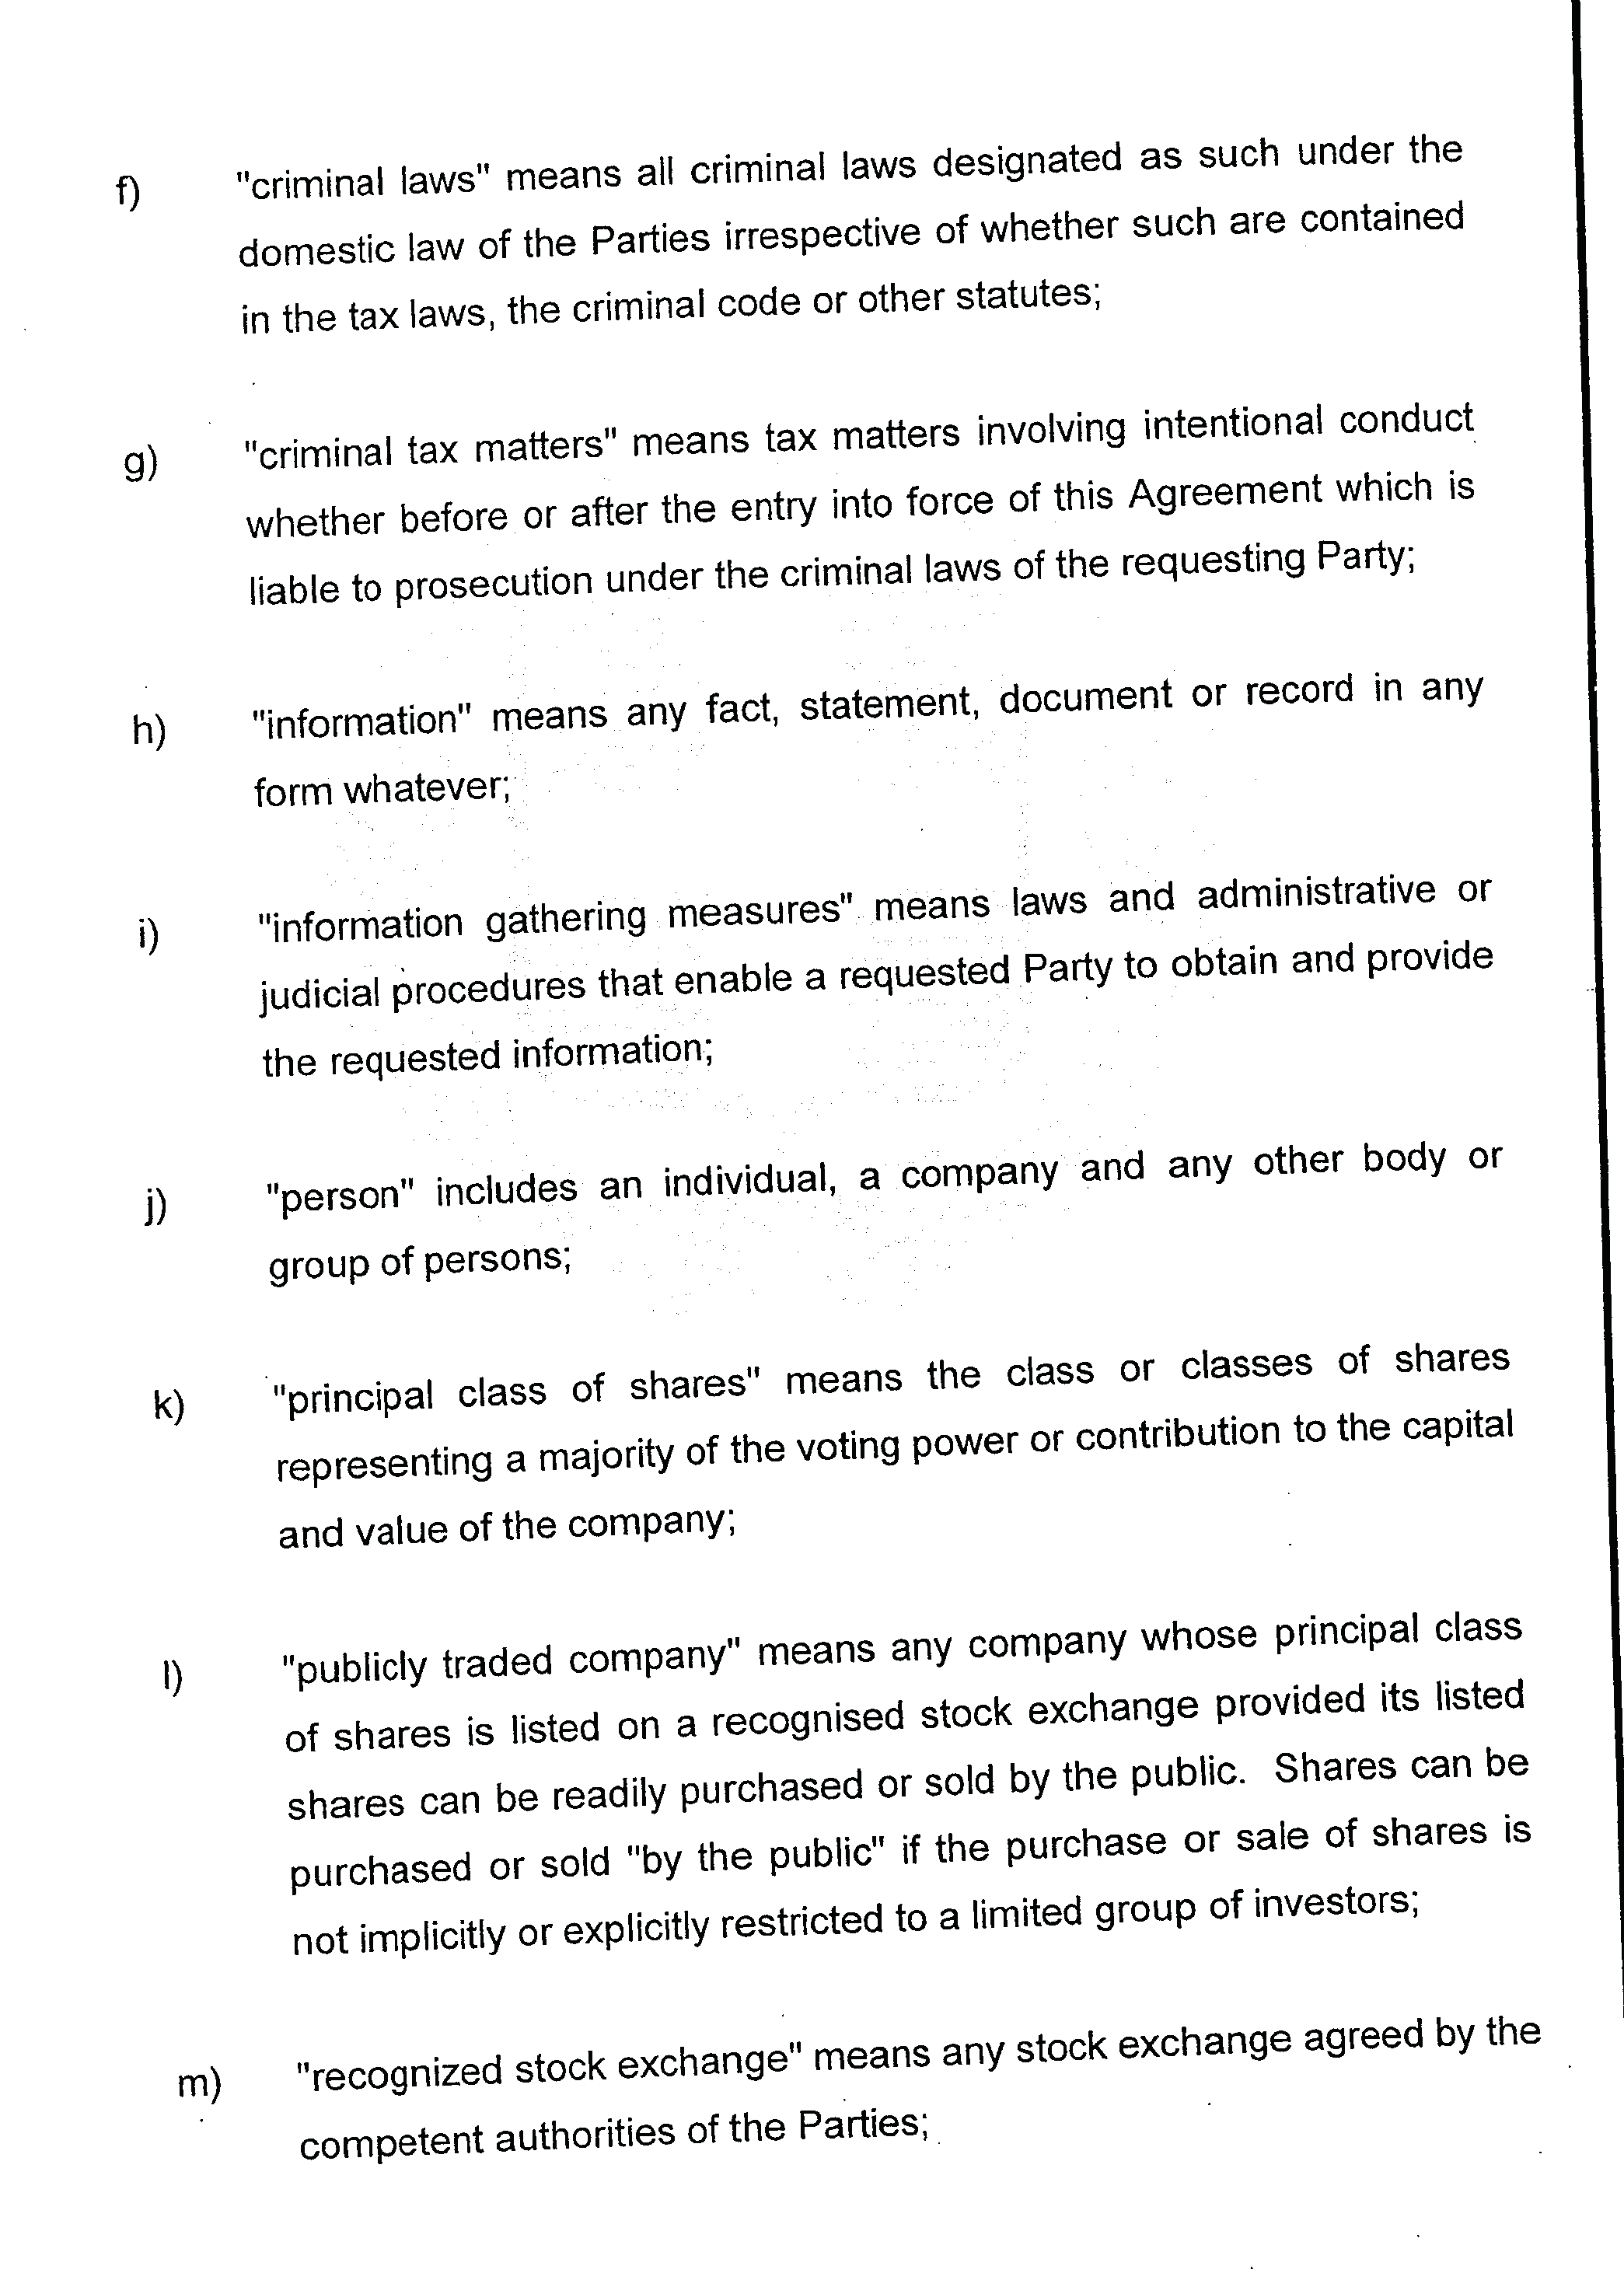 f) "criminal laws" means all criminal laws designated as such under the
domestic law of the Parties irrespective of whether such are contained
in the tax laws, the criminal code or other statutes;
g) "criminal tax matters" means tax matters involving intentional conduct
whether before or after the entry into force of this Agreement which is
liable to prosecution under the criminal laws of the requesting Party;
h) "information" means any fact, statement, document or record in any
form whatever;
i) "information gathering measures" means laws and administrative or
judicial procedures that enable a requested Party to obtain and provide
the requested information;
j) "person" includes an individual, a company and any other body or
group of persons;
k) "principal class of shares" means the class or classes of shares
representing a majority of the voting power or contribution to the capital
and value of the company;
l) "publicly traded company" means any company whose principal class
of shares is listed on a recognised stock exchange provided its listed
shares can be readily purchased or sold by the public. Shares can be
purchased or sold "by the public" if the purchase or sale of shares is
not implicitly or explicitly restricted to a limited group of investors;
m) "recognized stock exchange" means any stock exchange agreed by the
competent authorities of the Parties;